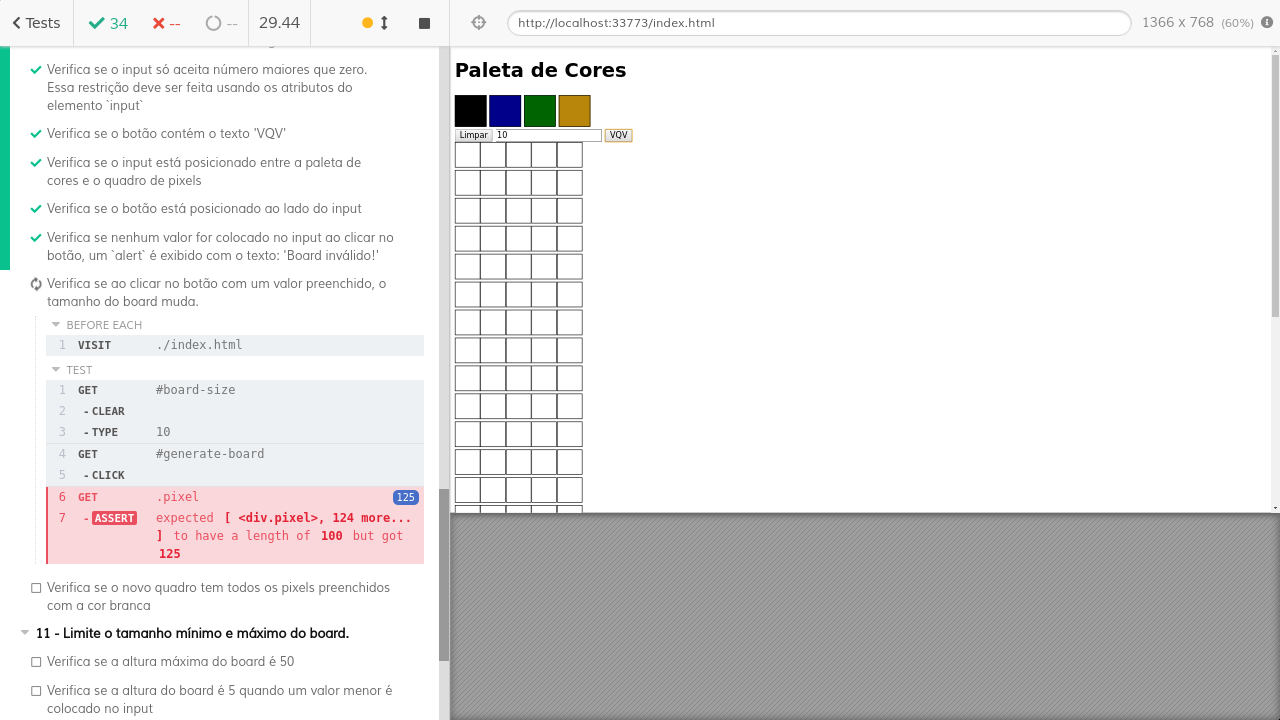 Tests
34
--
--
29.44
http://localhost:33773/index.html
1366 x 768 (60%)
Verifica se o input só aceita número maiores que zero.
Essa restrição deve ser feita usando os atributos do
elemento `input`
Verifica se o botão contém o texto 'VQV'
Verifica se o input está posicionado entre a paleta de
cores e o quadro de pixels
Verifica se o botão está posicionado ao lado do input
Verifica se nenhum valor for colocado no input ao clicar no
botão, um `alert` é exibido com o texto: 'Board inválido!'
Verifica se ao clicar no botão com um valor preenchido, o
tamanho do board muda.
BEFORE EACH
1 VISIT ./index.html
TEST
1 GET #board-size
2 -CLEAR
3 -TYPE 10
4 GET #generate-board
5 -CLICK
6 GET .pixel 125
7 -ASSERT expected [ <div.pixel>, 124 more...
] to have a length of 100 but got
125
Verifica se o novo quadro tem todos os pixels preenchidos
com a cor branca
11 - Limite o tamanho mínimo e máximo do board.
Verifica se a altura máxima do board é 50
Verifica se a altura do board é 5 quando um valor menor é
colocado no input
Paleta de Cores
Limpar 10 VQV